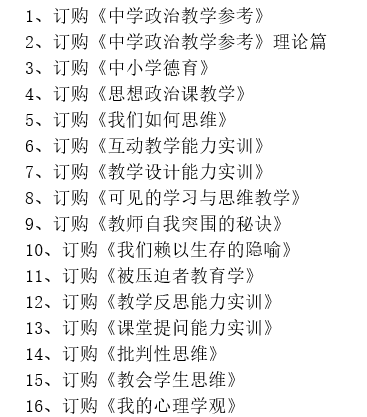 1、订购《中学政治教学参考》
2、订购《中学政治教学参考》理论篇
3、订购《中小学德育》
4、订购《思想政治课教学》
5、订购《我们如何思维》
6、订购《互动教学能力实训》
7、订购《教学设计能力实训》
8、订购《可见的学习与思维教学》
9、订购《教师自我突围的秘诀》
10、订购《我们赖以生存的隐喻》
11、订购《被压迫者教育学》
12、订购《教学反思能力实训》
13、订购《课堂提问能力实训》
14、订购《批判性思维》
15、订购《教会学生思维》
16、订购《我的心理学观》